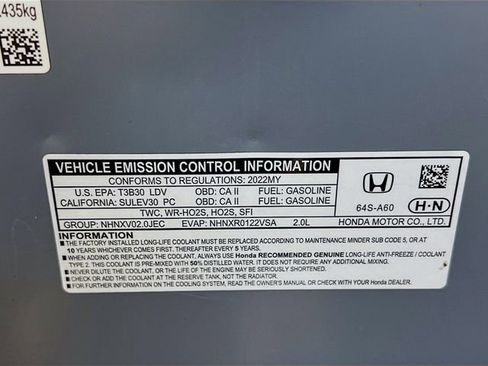 .435kg
VEHICLE EMISSION CONTROL INFORMATION
CONFORMS TO REGULATIONS: 2022MY
U.S. EPA: T3B30 LDV OBD: CA II FUEL: GASOLINE
CALIFORNIA: SULEV30 PC OBD: CA II FUEL: GASOLINE
TWC, WR-HO2S, HO2S, SFI
64S-A60 H·N
GROUP: NHNXV02.0JEC EVAP: NHNXR0122VSA 2.0L HONDA MOTOR CO., LTD.
INFORMATION
■ THE FACTORY INSTALLED LONG-LIFE COOLANT MUST BE REPLACED ACCORDING TO MAINTENANCE MINDER SUB CODE 5, OR AT
10 YEARS WHICHEVER COMES FIRST. THEREAFTER EVERY 5 YEARS.
■ WHEN ADDING OR REPLACING THE COOLANT, ALWAYS USE Honda RECOMMENDED GENUINE LONG-LIFE ANTI-FREEZE / COOLANT
TYPE 2. THIS COOLANT IS PRE-MIXED WITH 50% DISTILLED WATER. IT DOES NOT REQUIRE ANY ADDITIONAL MIXING.
■ NEVER DILUTE THE COOLANT, OR THE LIFE OF THE ENGINE MAY BE SERIOUSLY SHORTENED.
■ CHECK OR ADD COOLANT AT THE RESERVE TANK, NOT THE RADIATOR.
■ FOR FURTHER INFORMATION ON THE COOLING SYSTEM, READ THE OWNER'S MANUAL OR CHECK WITH YOUR Honda DEALER.